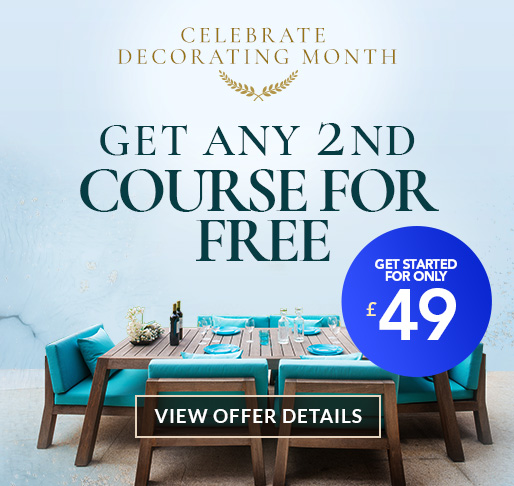 CELEBRATE
DECORATING MONTH
GET ANY 2ND
COURSE FOR
FREE
GET STARTED
FOR ONLY
£49
VIEW OFFER DETAILS